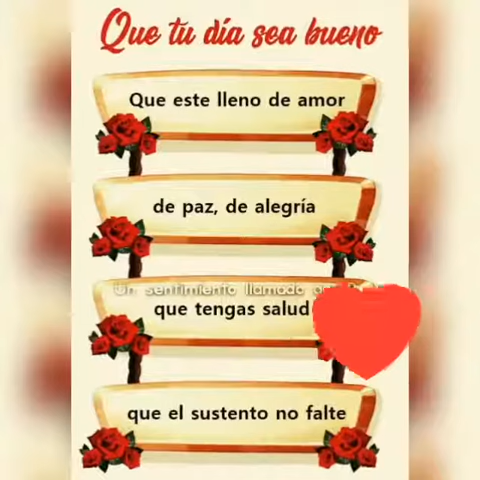 Que tu día sea bueno
Que este lleno de amor
de paz, de alegría
Un sentimiento llamado
que tengas salud
que el sustento no falte